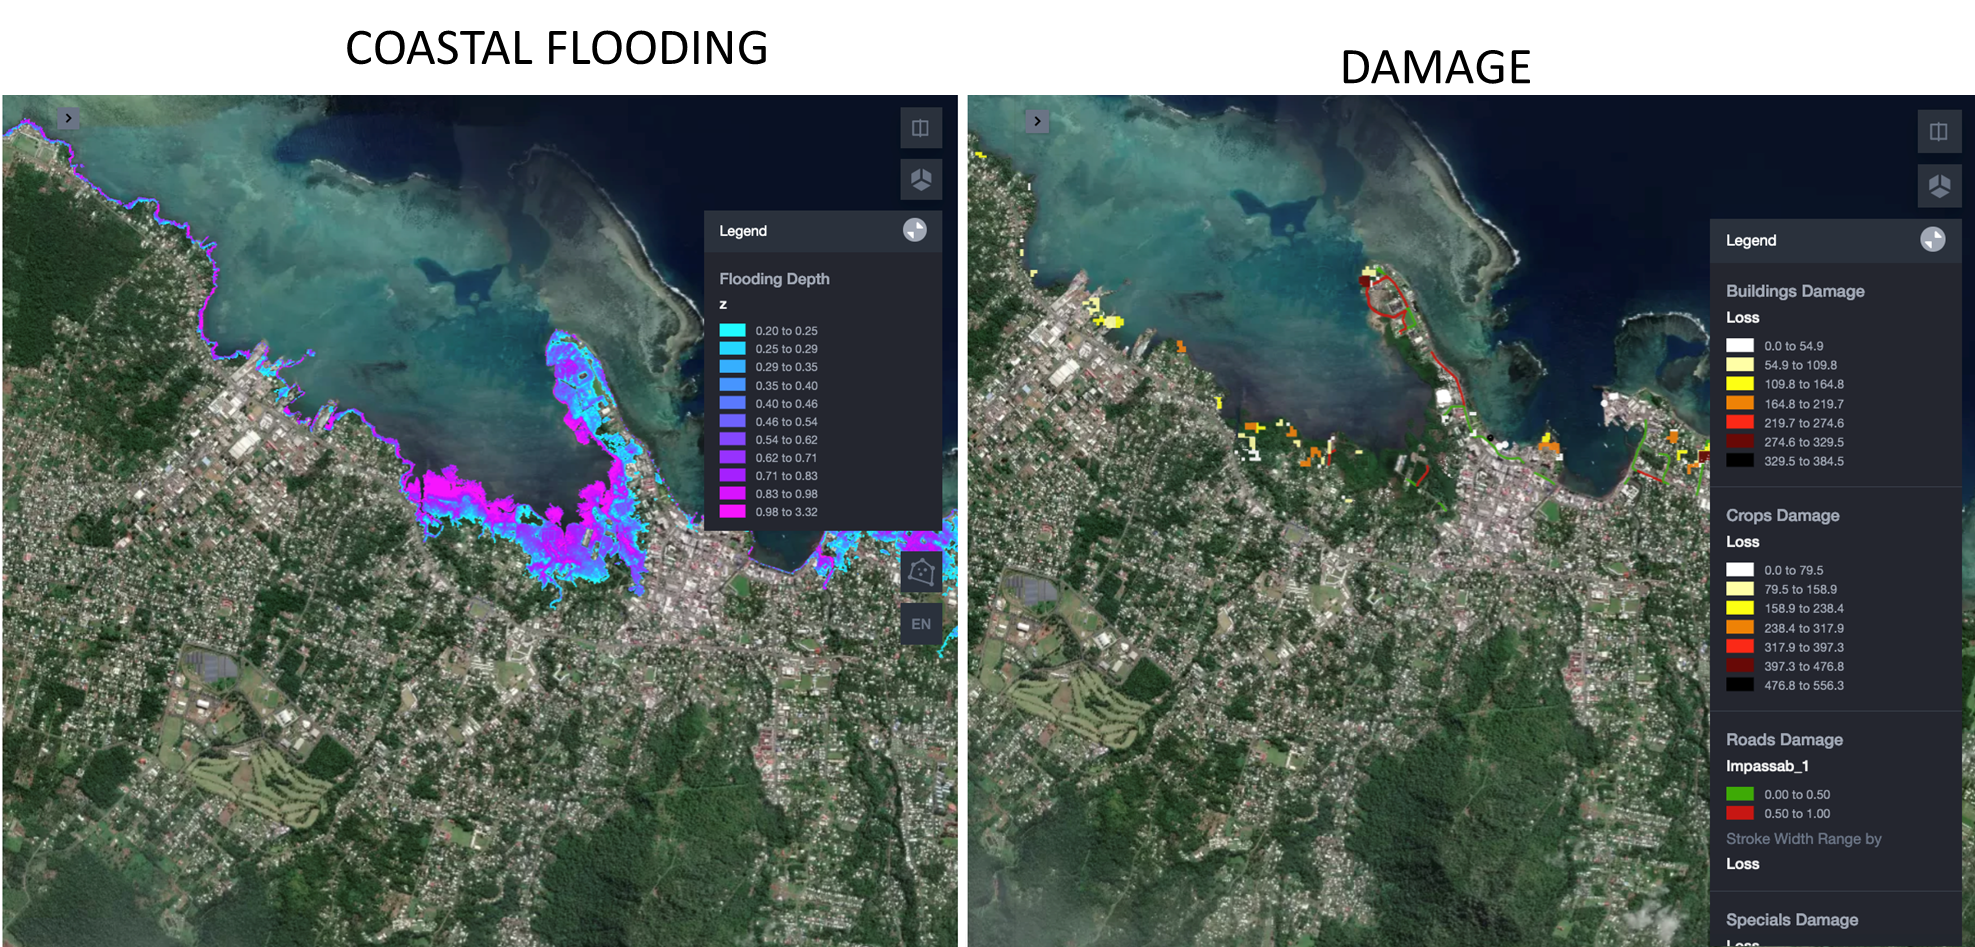 COASTAL FLOODING
DAMAGE
Legend
Flooding Depth
z
0.20 to 0.25
0.25 to 0.29
0.29 to 0.35
0.35 to 0.40
0.40 to 0.46
0.46 to 0.54
0.54 to 0.62
0.62 to 0.71
0.71 to 0.83
0.83 to 0.98
0.98 to 3.32
EN
Legend
Buildings Damage
Loss
0.0 to 54.9
54.9 to 109.8
109.8 to 164.8
164.8 to 219.7
219.7 to 274.6
274.6 to 329.5
329.5 to 384.5
Crops Damage
Loss
0.0 to 79.5
79.5 to 158.9
158.9 to 238.4
238.4 to 317.9
317.9 to 397.3
397.3 to 476.8
476.8 to 556.3
Roads Damage
Impassab_1
0.00 to 0.50
0.50 to 1.00
Stroke Width Range by
Loss
Specials Damage
Loss